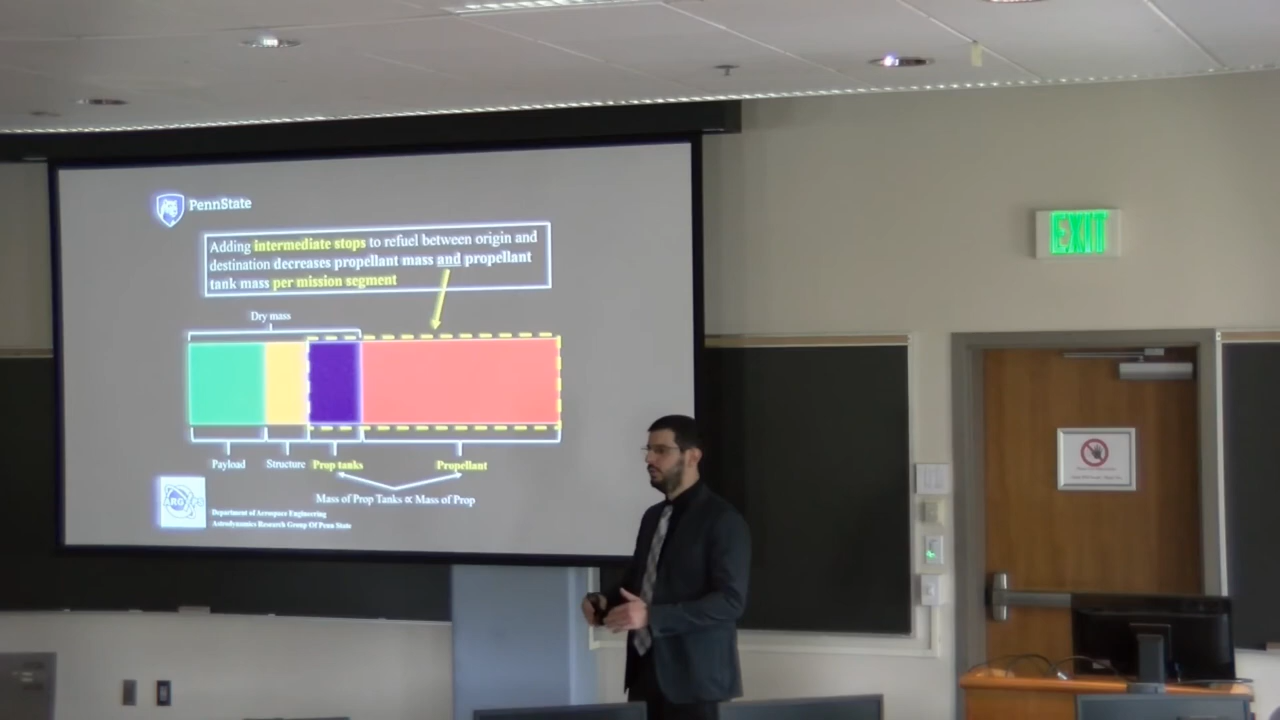 PennState
Adding intermediate stops to refuel between origin and
destination decreases propellant mass and propellant
tank mass per mission segment
Dry mass
Payload
Structure
Prop tanks
Propellant
Mass of Prop Tanks ∝ Mass of Prop
Department of Aerospace Engineering
Astrodynamics Research Group Of Penn State
EXIT